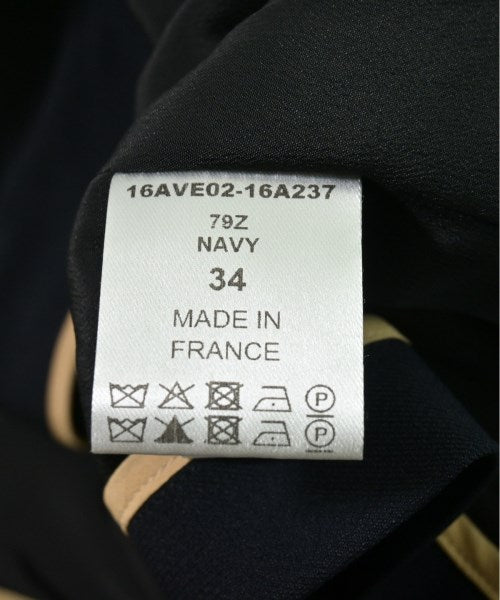 16AVE02-16A237
79Z
NAVY
34
MADE IN
FRANCE
P
P